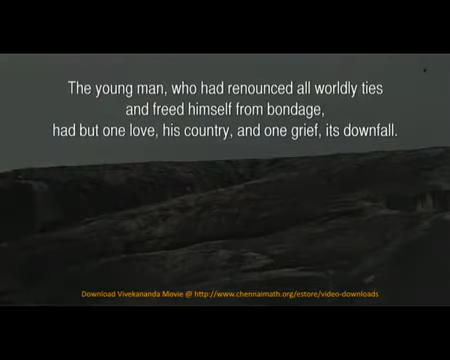 The young man, who had renounced all worldly ties
and freed himself from bondage,
had but one love, his country, and one grief, its downfall.
Download Vivekananda Movie @ http://www.chennaimath.org/estore/video-downloads